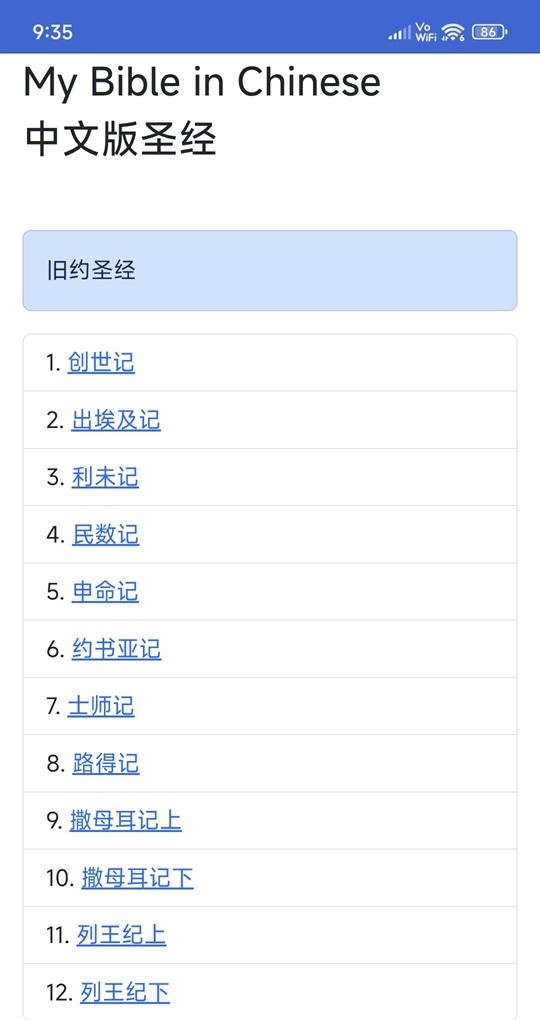 9:35
Vo
WiFi
6
86
My Bible in Chinese
中文版圣经
旧约圣经
1. 创世记
2. 出埃及记
3. 利未记
4. 民数记
5. 申命记
6. 约书亚记
7. 士师记
8. 路得记
9. 撒母耳记上
10. 撒母耳记下
11. 列王纪上
12. 列王纪下